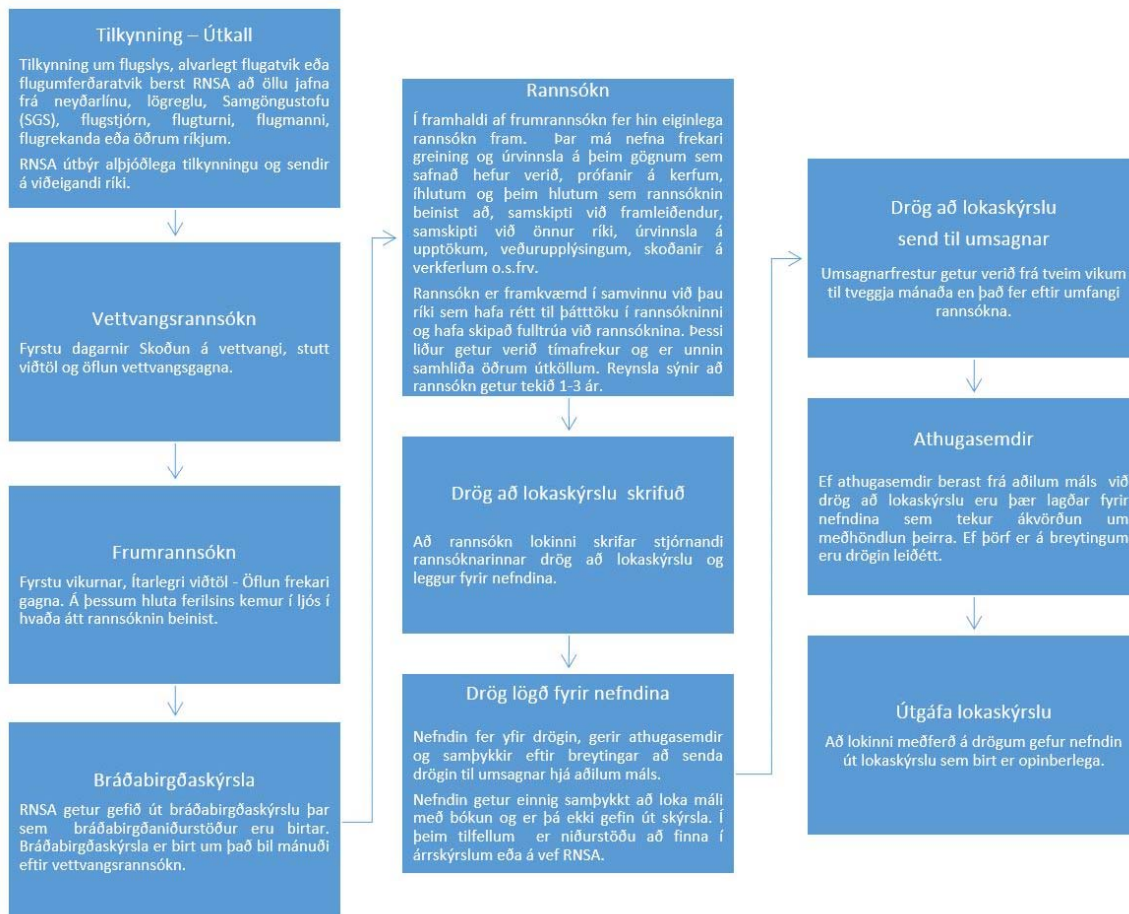 Tilkynning – Útkall
Tilkynning um flugslys, alvarlegt flugatvik eða
flugumferðaratvik berst RNSA að öllu jafna
frá neyðarlínu, lögreglu, Samgöngustofu
(SGS), flugstjórn, flugturni, flugmanni,
flugrekanda eða öðrum ríkjum.
RNSA útbýr alþjóðlega tilkynningu og sendir
á viðeigandi ríki.
Vettvangsrannsókn
Fyrstu dagarnir Skoðun á vettvangi, stutt
viðtöl og öflun vettvangsgagna.
Frumrannsókn
Fyrstu vikurnar, Ítarlegri viðtöl - Öflun frekari
gagna. Á þessum hluta ferilsins kemur í ljós í
hvaða átt rannsóknin beinist.
Bráðabirgðaskýrsla
RNSA getur gefið út bráðabirgðaskýrslu þar
sem bráðabirgðaniðurstöður eru birtar.
Bráðabirgðaskýrsla er birt um það bil mánuði
eftir vettvangsrannsókn.
Rannsókn
Í framhaldi af frumrannsókn fer hin eiginlega
rannsókn fram. Þar má nefna frekari
greining og úrvinnsla á þeim gögnum sem
safnað hefur verið, prófanir á kerfum,
íhlutum og þeim hlutum sem rannsóknin
beinist að, samskipti við framleiðendur,
samskipti við önnur ríki, úrvinnsla á
upptökum, veðurupplýsingum, skoðanir á
verkferlum o.s.frv.
Rannsókn er framkvæmd í samvinnu við þau
ríki sem hafa rétt til þátttöku í rannsókninni
og hafa skipað fulltrúa við rannsóknina. Þessi
liður getur verið tímafrekur og er unnin
samhliða öðrum útköllum. Reynsla sýnir að
rannsókn getur tekið 1-3 ár.
Drög að lokaskýrslu skrifuð
Að rannsókn lokinni skrifar stjórnandi
rannsóknarinnar drög að lokaskýrslu og
leggur fyrir nefndina.
Drög lögð fyrir nefndina
Nefndin fer yfir drögin, gerir athugasemdir
og samþykkir eftir breytingar að senda
drögin til umsagnar hjá aðilum máls.
Nefndin getur einnig samþykkt að loka máli
með bókun og er þá ekki gefin út skýrsla. Í
þeim tilfellum er niðurstöðu að finna í
árrskýrslum eða á vef RNSA.
Drög að lokaskýrslu
send til umsagnar
Umsagnarfrestur getur verið frá tveim vikum
til tveggja mánaða en það fer eftir umfangi
rannsókna.
Athugasemdir
Ef athugasemdir berast frá aðilum máls við
drög að lokaskýrslu eru þær lagðar fyrir
nefndina sem tekur ákvörðun um
meðhöndlun þeirra. Ef þörf er á breytingum
eru drögin leiðétt.
Útgáfa lokaskýrslu
Að lokinni meðferð á drögum gefur nefndin
út lokaskýrslu sem birt er opinberlega.